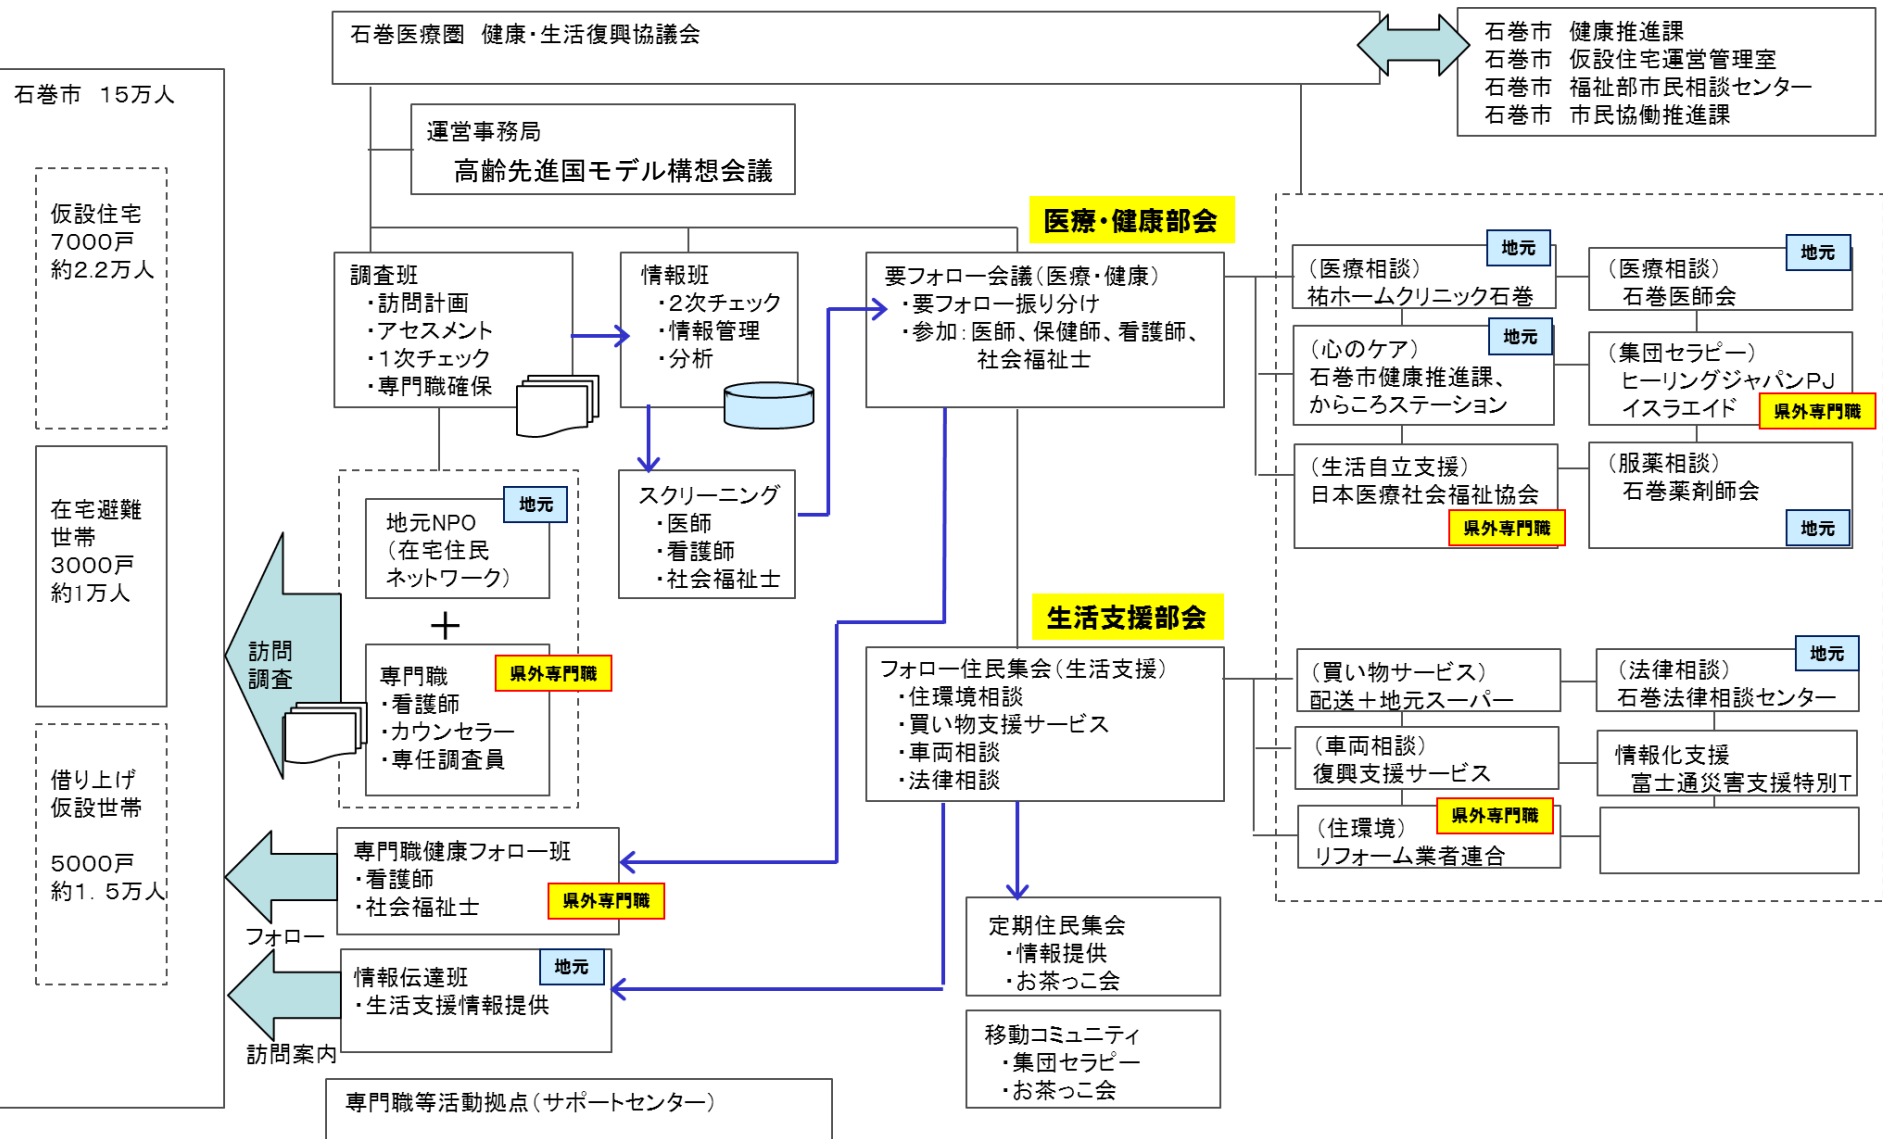 石巻医療圏 健康・生活復興協議会
石巻市 健康推進課
石巻市 仮設住宅運営管理室
石巻市 福祉部市民相談センター
石巻市 市民協働推進課
石巻市 15万人
仮設住宅
7000戸
約2.2万人
在宅避難
世帯
3000戸
約1万人
借り上げ
仮設世帯
5000戸
約1.5万人
運営事務局
高齢先進国モデル構想会議
医療・健康部会
調査班
・訪問計画
・アセスメント
・1次チェック
・専門職確保
情報班
・2次チェック
・情報管理
・分析
要フォロー会議(医療・健康)
・要フォロー振り分け
・参加:医師、保健師、看護師、
社会福祉士
地元
(医療相談)
祐ホームクリニック石巻
地元
(医療相談)
石巻医師会
地元
(心のケア)
石巻市健康推進課、
からころステーション
(集団セラピー)
ヒーリングジャパンPJ
イスラエイド
県外専門職
(生活自立支援)
日本医療社会福祉協会
県外専門職
(服薬相談)
石巻薬剤師会
地元
スクリーニング
・医師
・看護師
・社会福祉士
地元
地元NPO
(在宅住民
ネットワーク)
+
専門職
県外専門職
・看護師
・カウンセラー
・専任調査員
訪問
調査
生活支援部会
フォロー住民集会(生活支援)
・住環境相談
・買い物支援サービス
・車両相談
・法律相談
(買い物サービス)
配送+地元スーパー
地元
(法律相談)
石巻法律相談センター
(車両相談)
復興支援サービス
情報化支援
富士通災害支援特別T
県外専門職
(住環境)
リフォーム業者連合
専門職健康フォロー班
・看護師
・社会福祉士
県外専門職
フォロー
地元
情報伝達班
・生活支援情報提供
訪問案内
定期住民集会
・情報提供
・お茶っこ会
移動コミュニティ
・集団セラピー
・お茶っこ会
専門職等活動拠点(サポートセンター)